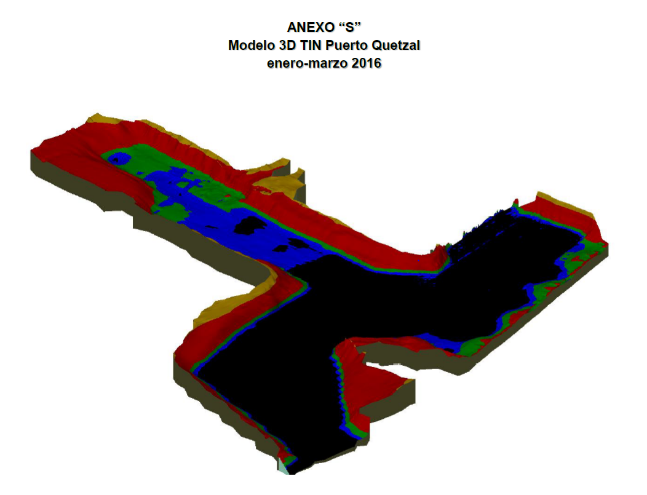 ANEXO “S”
Modelo 3D TIN Puerto Quetzal
enero-marzo 2016